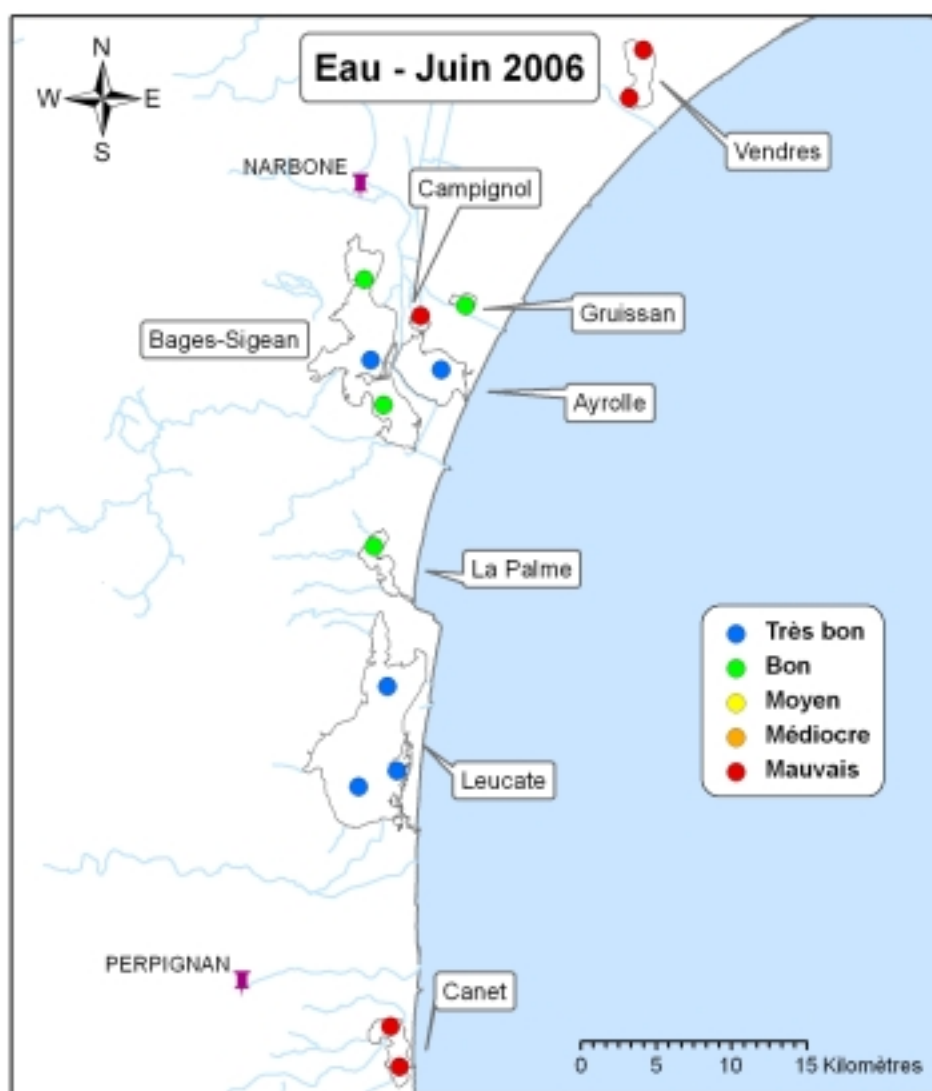 Eau - Juin 2006
N
W E
S
Vendres
NARBONE
Campignol
Gruissan
Bages-Sigean
Ayrolle
La Palme
Très bon
Bon
Moyen
Médiocre
Mauvais
Leucate
PERPIGNAN
Canet
0 5 10 15 Kilomètres